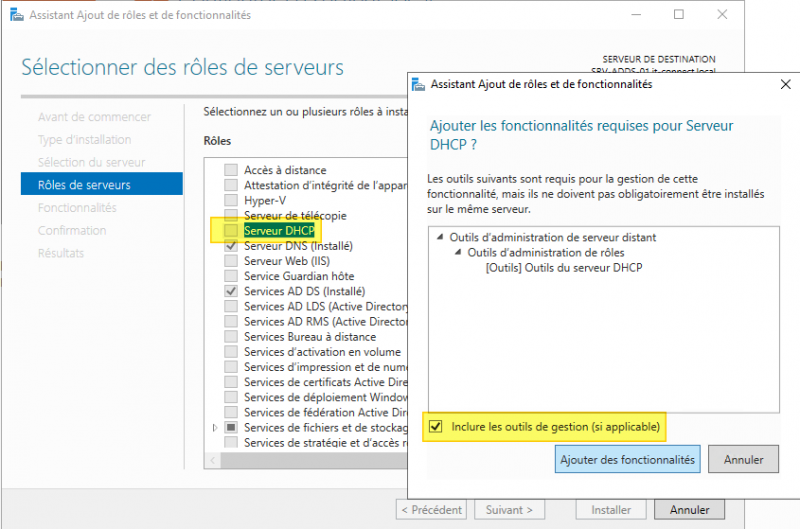 Assistant Ajout de rôles et de fonctionnalités
Sélectionner des rôles de serveurs
SERVEUR DE DESTINATION
SRV-ADDS-01.it-connect.local
Avant de commencer
Type d'installation
Sélection du serveur
Rôles de serveurs
Fonctionnalités
Confirmation
Résultats
Sélectionnez un ou plusieurs rôles à insta
Rôles
Accès à distance
Attestation d'intégrité de l'appar
Hyper-V
Serveur de télécopie
Serveur DHCP
Serveur DNS (Installé)
Serveur Web (IIS)
Service Guardian hôte
Services AD DS (Installé)
Services AD LDS (Active Directory
Services AD RMS (Active Directory
Services Bureau à distance
Services d'activation en volume
Services d'impression et de numé
Services de certificats Active Dire
Services de déploiement Window
Services de fédération Active Dire
Services de fichiers et de stockag
Services de stratégie et d'accès r
< Précédent
Suivant >
Installer
Annuler
Assistant Ajout de rôles et de fonctionnalités
Ajouter les fonctionnalités requises pour Serveur
DHCP ?
Les outils suivants sont requis pour la gestion de cette
fonctionnalité, mais ils ne doivent pas obligatoirement être installés
sur le même serveur.
Outils d'administration de serveur distant
Outils d'administration de rôles
[Outils] Outils du serveur DHCP
Inclure les outils de gestion (si applicable)
Ajouter des fonctionnalités
Annuler